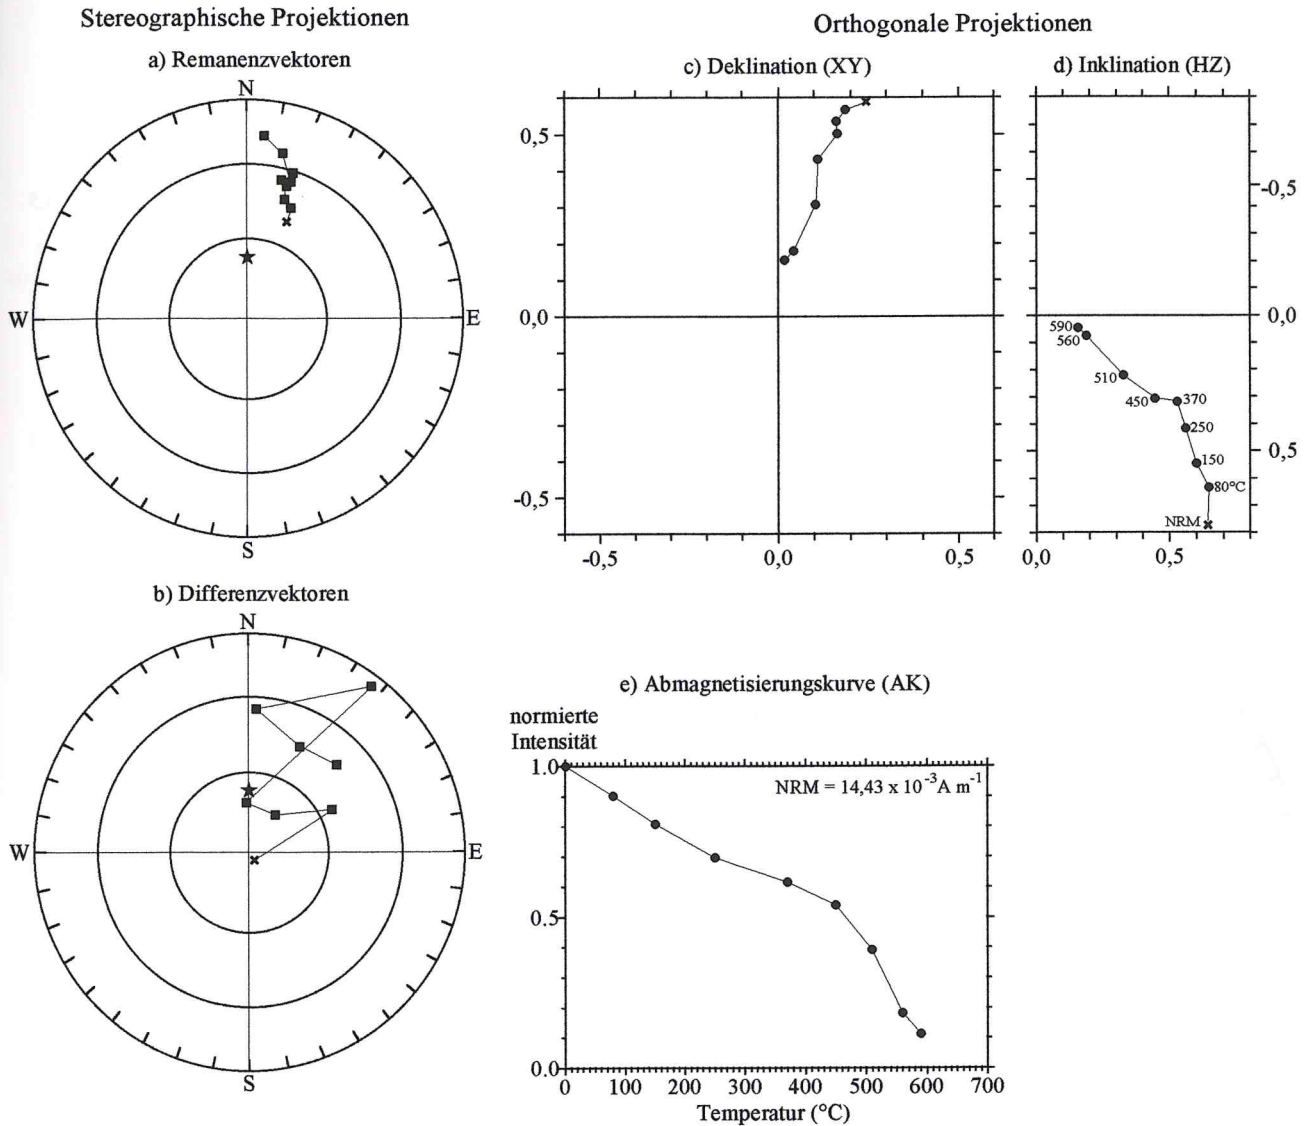 Stereographische Projektionen
Orthogonale Projektionen
a) Remanenzvektoren
N
W
E
S
c) Deklination (XY)
0,5
0,0
-0,5
-0,5
0,0
0,5
d) Inklination (HZ)
-0,5
0,0
0,5
590
560
510
450
370
250
150
80°C
NRM
0,0
0,5
b) Differenzvektoren
N
W
E
S
e) Abmagnetisierungskurve (AK)
normierte
Intensität
1.0
0.5
0.0
NRM = 14,43 x 10⁻³A m⁻¹
0 100 200 300 400 500 600 700
Temperatur (°C)